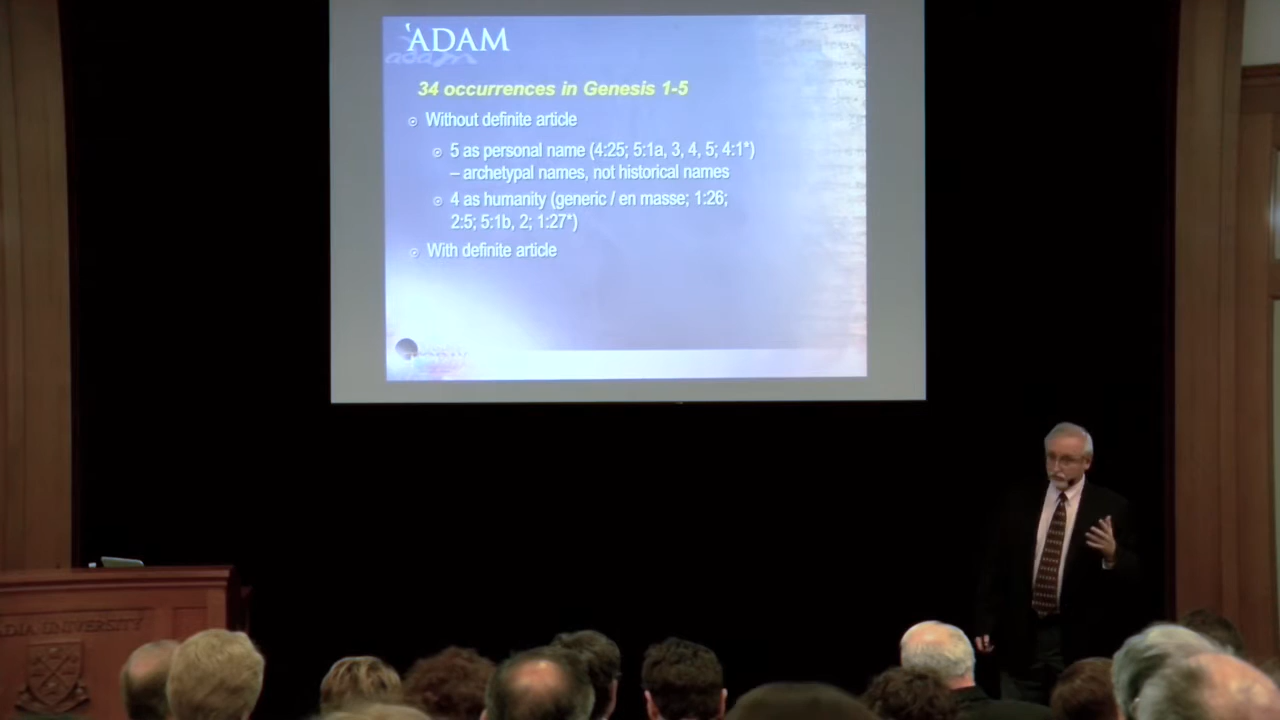 'ADAM
34 occurrences in Genesis 1-5
Without definite article
5 as personal name (4:25; 5:1a, 3, 4, 5; 4:1*)
– archetypal names, not historical names
4 as humanity (generic / en masse; 1:26;
2:5; 5:1b, 2; 1:27*)
With definite article
UNIVERSITY